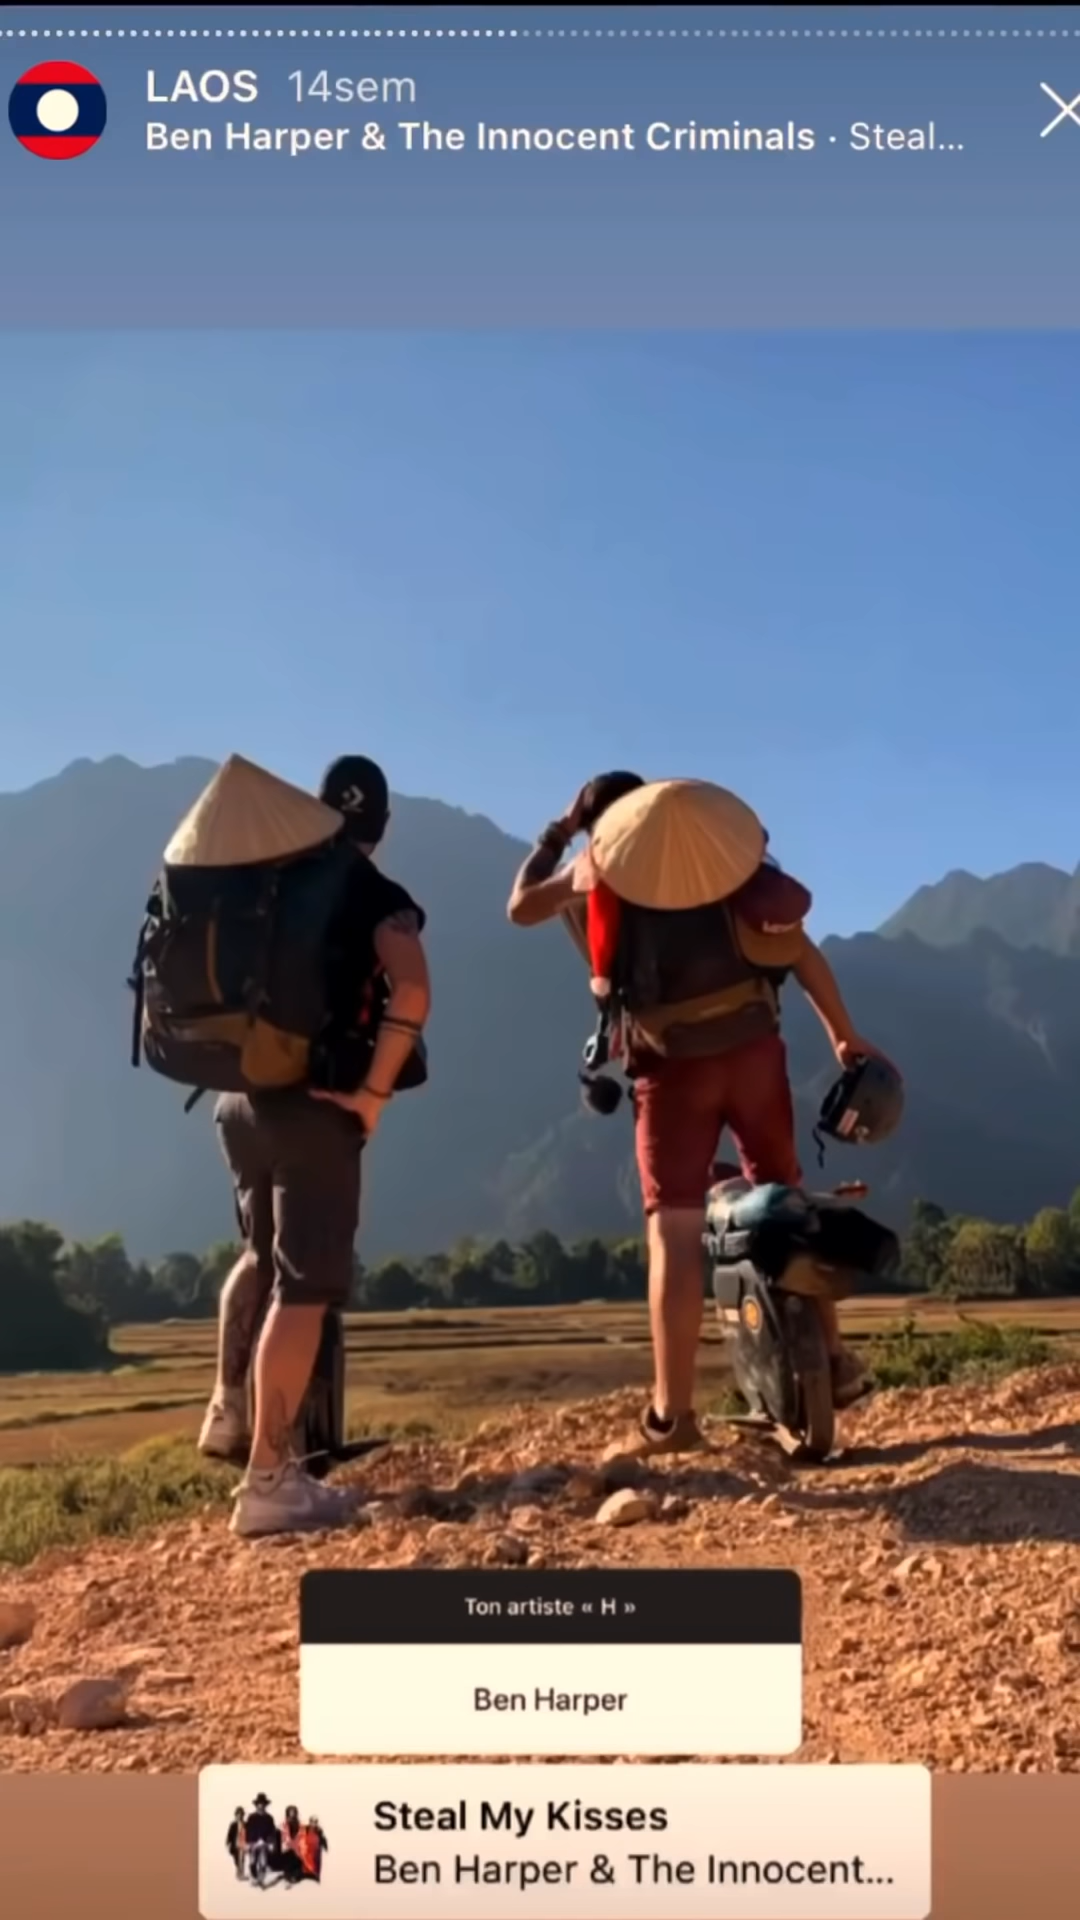 LAOS 14sem
Ben Harper & The Innocent Criminals · Steal...
Ton artiste « H »
Ben Harper
Steal My Kisses
Ben Harper & The Innocent...